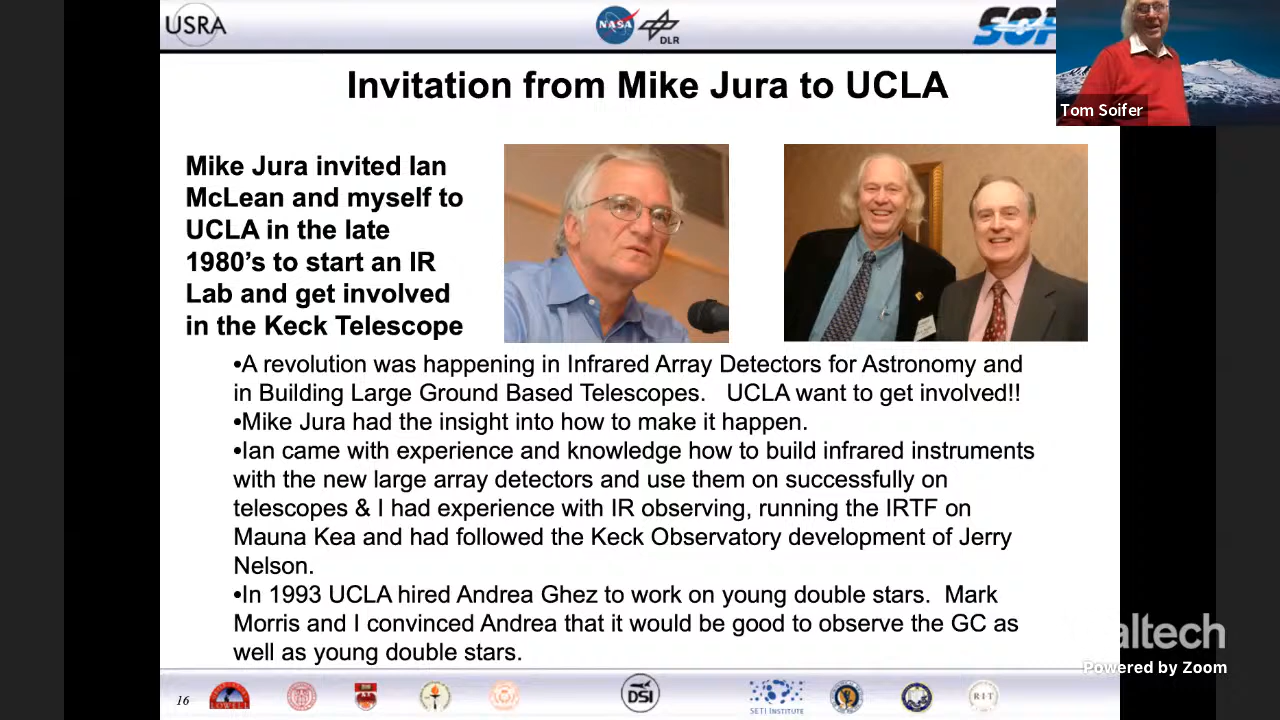 USRA
NASA
DLR
Tom Soifer
Invitation from Mike Jura to UCLA
Mike Jura invited Ian
McLean and myself to
UCLA in the late
1980's to start an IR
Lab and get involved
in the Keck Telescope
•A revolution was happening in Infrared Array Detectors for Astronomy and
in Building Large Ground Based Telescopes. UCLA want to get involved!!
•Mike Jura had the insight into how to make it happen.
•Ian came with experience and knowledge how to build infrared instruments
with the new large array detectors and use them on successfully on
telescopes & I had experience with IR observing, running the IRTF on
Mauna Kea and had followed the Keck Observatory development of Jerry
Nelson.
•In 1993 UCLA hired Andrea Ghez to work on young double stars. Mark
Morris and I convinced Andrea that it would be good to observe the GC as
well as young double stars.
altech
Powered by Zoom
16
LOWELL
DSI
SETI INSTITUTE
RIT